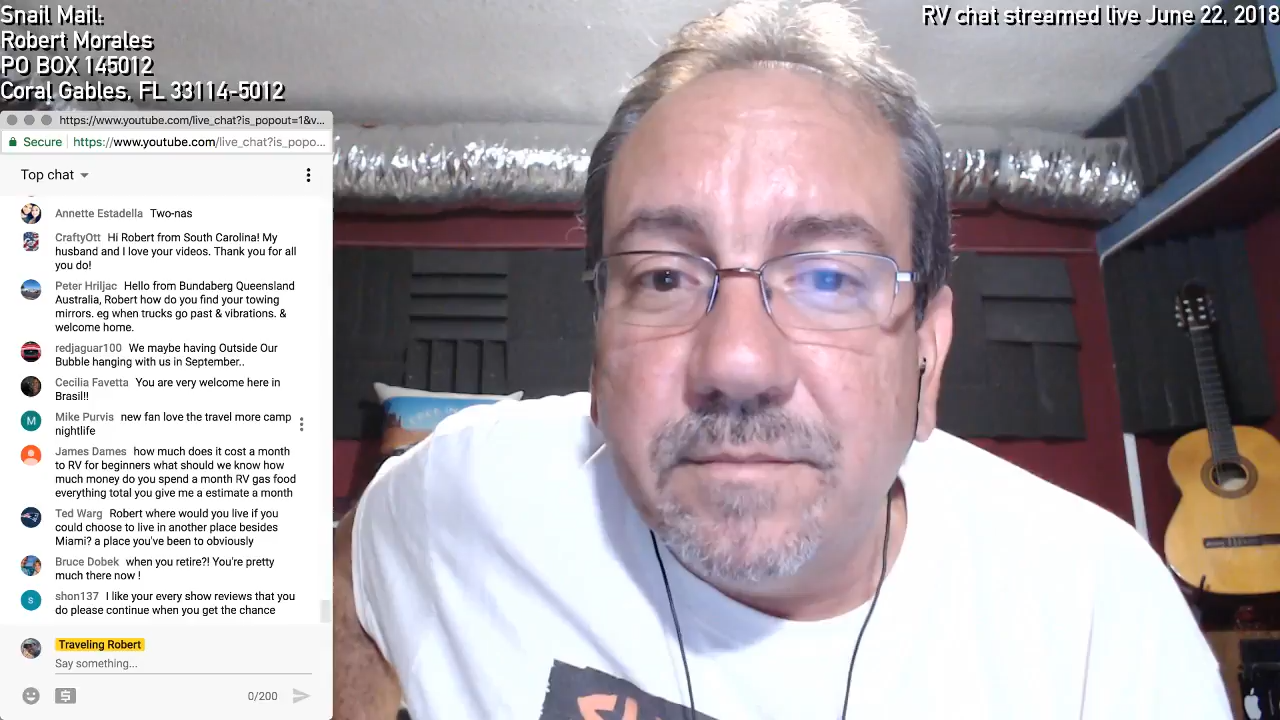 Snail Mail:
Robert Morales
PO BOX 145012
Coral Gables, FL 33114-5012
RV chat streamed live June 22, 2018
https://www.youtube.com/live_chat?is_popout=1&v...
Secure https://www.youtube.com/live_chat?is_popo...
Top chat
Annette Estadella Two-nas
CraftyOtt Hi Robert from South Carolina! My
husband and I love your videos. Thank you for all
you do!
Peter Hriljac Hello from Bundaberg Queensland
Australia, Robert how do you find your towing
mirrors. eg when trucks go past & vibrations. &
welcome home.
redjaguar100 We maybe having Outside Our
Bubble hanging with us in September..
Cecilia Favetta You are very welcome here in
Brasil!!
M Mike Purvis new fan love the travel more camp
nightlife
James Dames how much does it cost a month
to RV for beginners what should we know how
much money do you spend a month RV gas food
everything total you give me a estimate a month
Ted Warg Robert where would you live if you
could choose to live in another place besides
Miami? a place you've been to obviously
Bruce Dobek when you retire?! You're pretty
much there now !
s shon137 I like your every show reviews that you
do please continue when you get the chance
Traveling Robert
Say something...
0/200